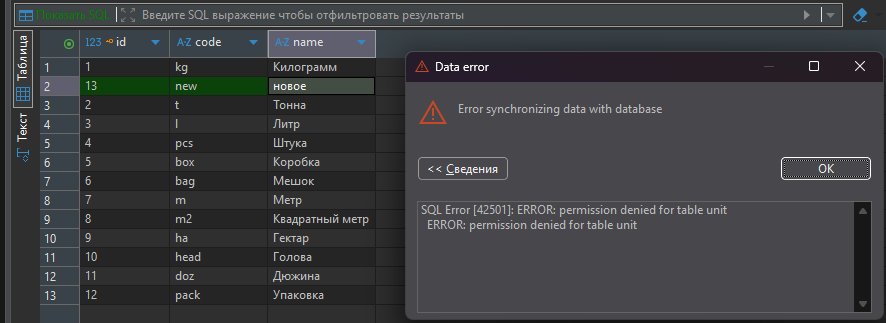 Показать SQL Введите SQL выражение чтобы отфильтровать результаты
Таблица
Текст
123 id A-Z code A-Z name
1 1 kg Килограмм
2 13 new новое
3 2 t Тонна
4 3 l Литр
5 4 pcs Штука
6 5 box Коробка
7 6 bag Мешок
8 7 m Метр
9 8 m2 Квадратный метр
10 9 ha Гектар
11 10 head Голова
12 11 doz Дюжина
13 12 pack Упаковка
Data error
Error synchronizing data with database
<< Сведения OK
SQL Error [42501]: ERROR: permission denied for table unit
ERROR: permission denied for table unit